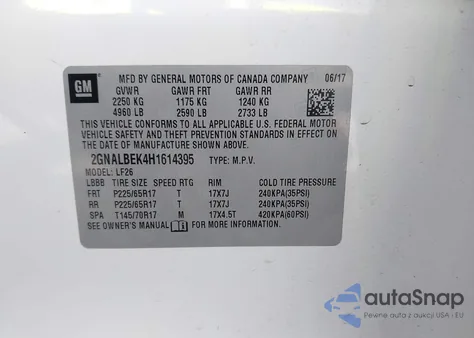 GM
MFD BY GENERAL MOTORS OF CANADA COMPANY 06/17
GVWR GAWR FRT GAWR RR
2250 KG 1175 KG 1240 KG
4960 LB 2590 LB 2733 LB
THIS VEHICLE CONFORMS TO ALL APPLICABLE U.S. FEDERAL MOTOR
VEHICLE SAFETY AND THEFT PREVENTION STANDARDS IN EFFECT ON
THE DATE OF MANUFACTURE SHOWN ABOVE.
2GNALBEK4H1614395 TYPE: M.P.V.
MODEL: LF26
LBBB TIRE SIZE SPEED RTG RIM COLD TIRE PRESSURE
FRT P225/65R17 T 17X7J 240KPA(35PSI)
RR P225/65R17 T 17X7J 240KPA(35PSI)
SPA T145/70R17 M 17X4.5T 420KPA(60PSI)
SEE OWNER'S MANUAL FOR MORE INFORMATION.
autoSnap
Pewne auta z USA i EU